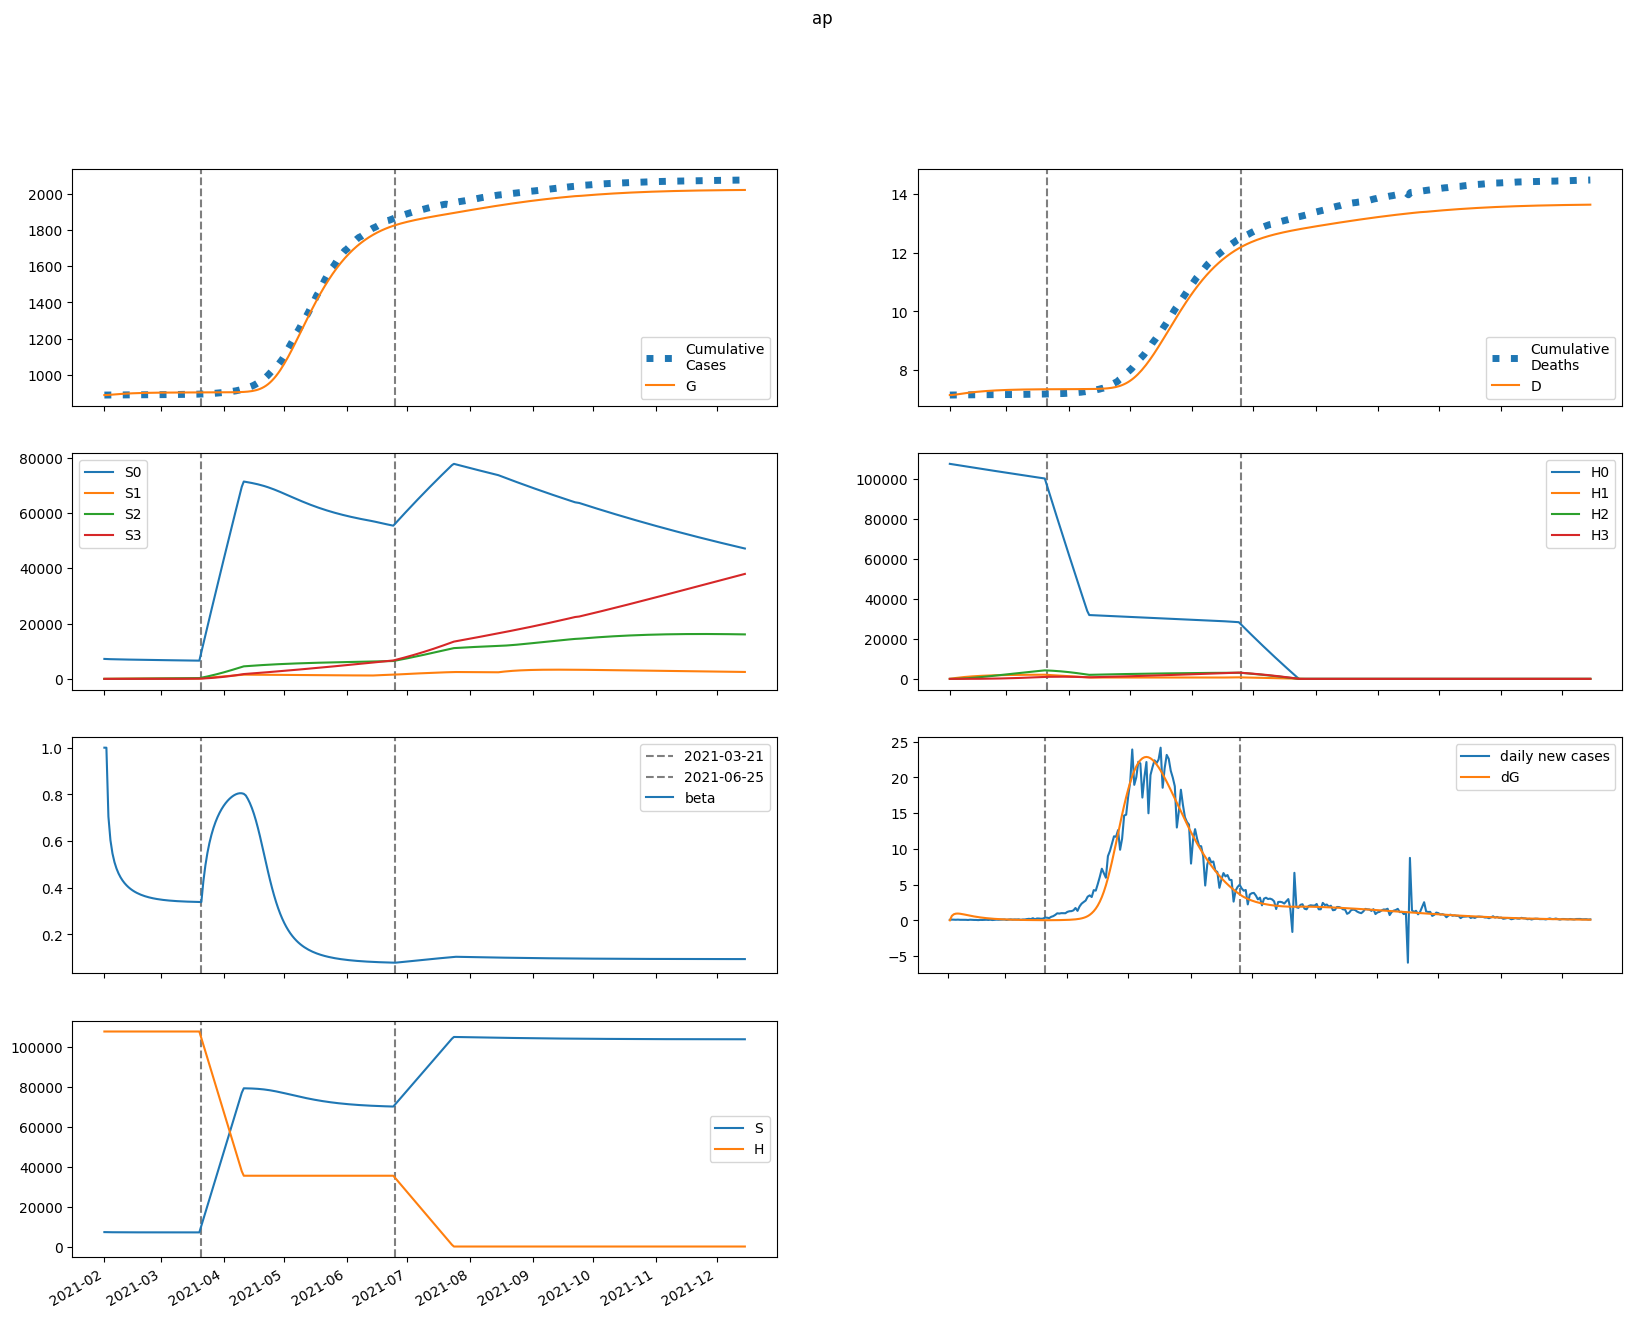 ap
2000
1800
1600
1400
1200
1000
Cumulative
Cases
G
14
12
10
8
Cumulative
Deaths
D
80000
60000
40000
20000
0
S0
S1
S2
S3
100000
80000
60000
40000
20000
0
H0
H1
H2
H3
1.0
0.8
0.6
0.4
0.2
2021-03-21
2021-06-25
beta
25
20
15
10
5
0
−5
daily new cases
dG
100000
80000
60000
40000
20000
0
S
H
2021-02
2021-03
2021-04
2021-05
2021-06
2021-07
2021-08
2021-09
2021-10
2021-11
2021-12